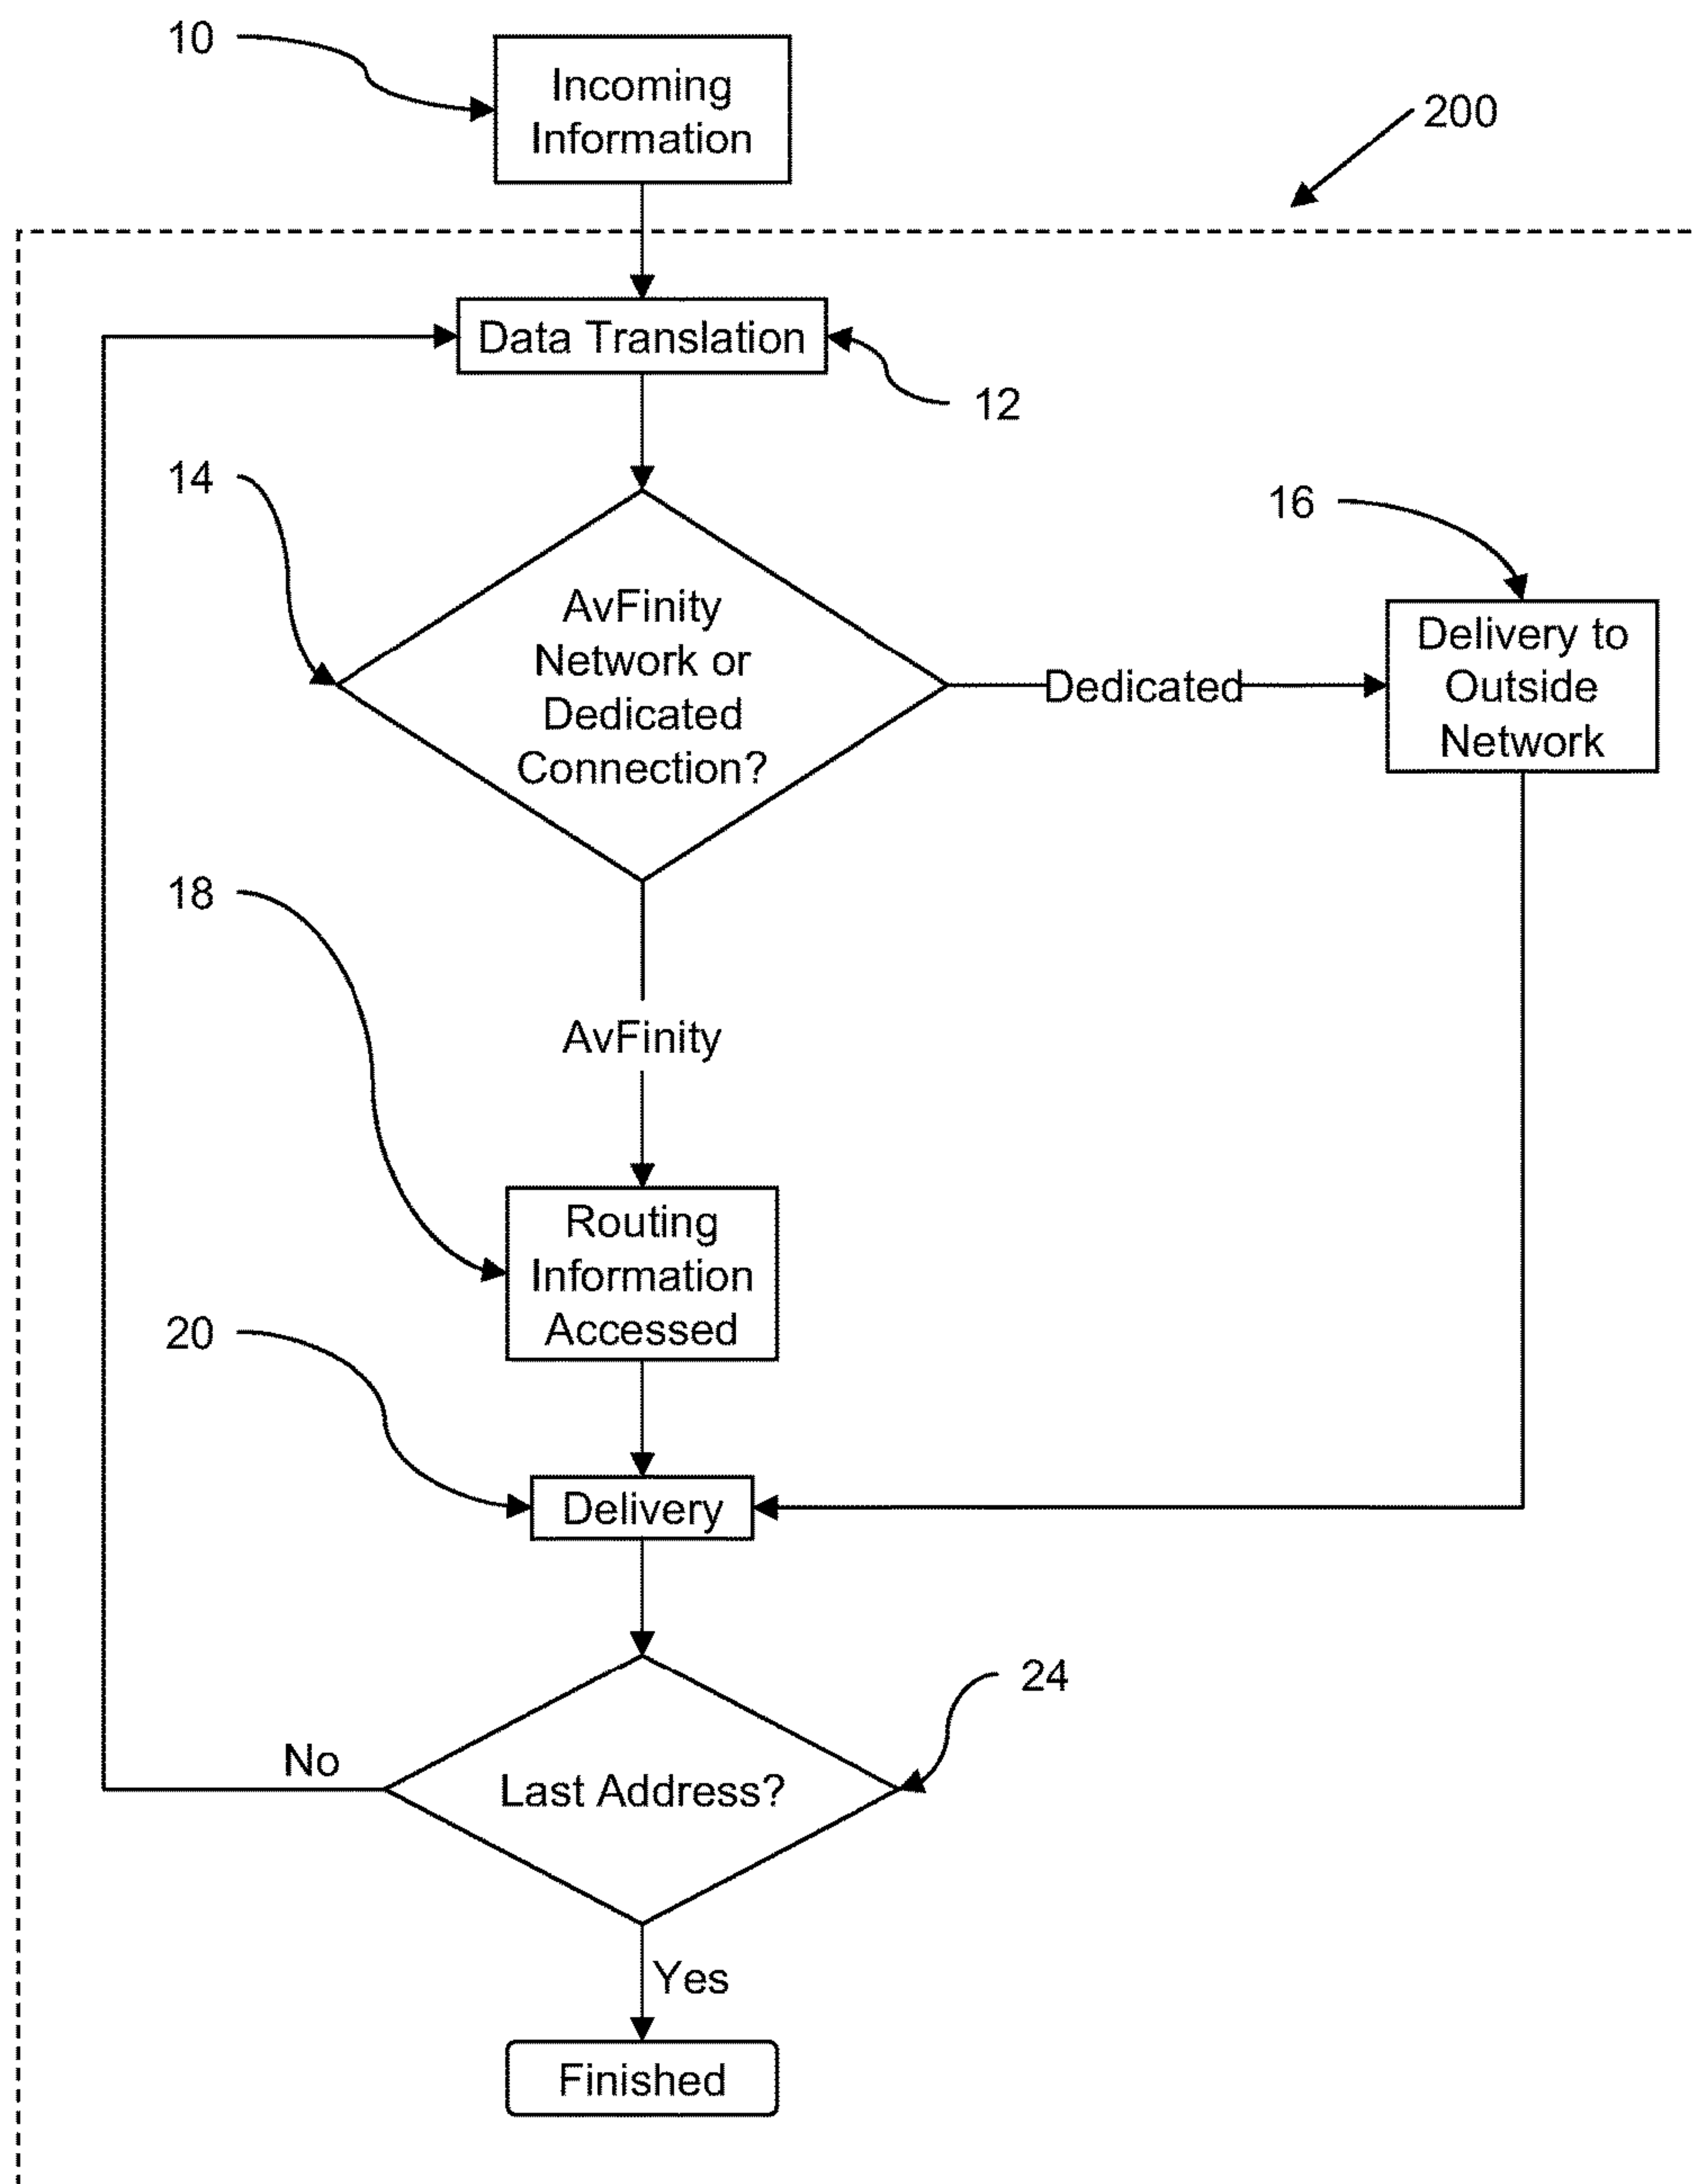 10
Incoming
Information
200
Data Translation
12
14
16
AvFinity
Network or
Dedicated
Connection?
Dedicated
Delivery to
Outside
Network
18
AvFinity
Routing
Information
Accessed
20
Delivery
24
No
Last Address?
Yes
Finished